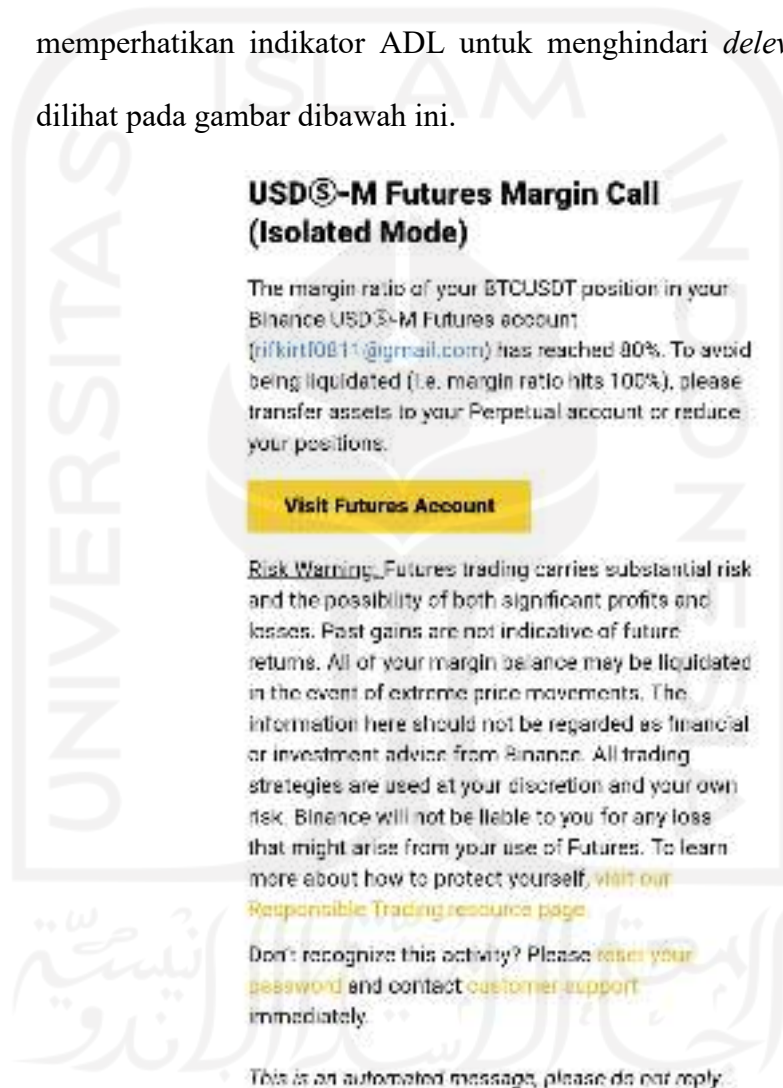 memperhatikan indikator ADL untuk menghindari delev
dilihat pada gambar dibawah ini.
USDⓈ-M Futures Margin Call
(Isolated Mode)
The margin ratio of your BTCUSDT position in your
Binance USDⓈ-M Futures account
has reached 80%. To avoid
being liquidated (i.e. margin ratio hits 100%), please
transfer assets to your Perpetual account or reduce
your positions.
Visit Futures Account
Risk Warning: Futures trading carries substantial risk
and the possibility of both significant profits and
losses. Past gains are not indicative of future
returns. All of your margin balance may be liquidated
in the event of extreme price movements. The
information here should not be regarded as financial
or investment advice from Binance. All trading
strategies are used at your discretion and your own
risk. Binance will not be liable to you for any loss
that might arise from your use of Futures. To learn
more about how to protect yourself, visit our
Responsible Trading resource page.
Don't recognize this activity? Please reset your
password and contact customer support
immediately.
This is an automated message, please do not reply.
ISLAM
UNIVERSITAS
INDONESIA